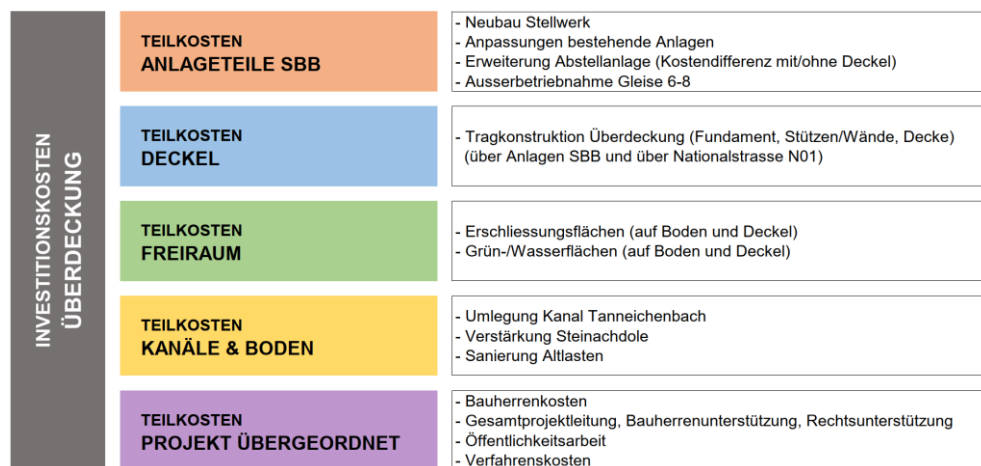 INVESTITIONSKOSTEN
ÜBERDECKUNG
TEILKOSTEN
ANLAGETEILE SBB
- Neubau Stellwerk
- Anpassungen bestehende Anlagen
- Erweiterung Abstellanlage (Kostendifferenz mit/ohne Deckel)
- Ausserbetriebnahme Gleise 6-8
TEILKOSTEN
DECKEL
- Tragkonstruktion Überdeckung (Fundament, Stützen/Wände, Decke)
(über Anlagen SBB und über Nationalstrasse N01)
TEILKOSTEN
FREIRAUM
- Erschliessungsflächen (auf Boden und Deckel)
- Grün-/Wasserflächen (auf Boden und Deckel)
TEILKOSTEN
KANÄLE & BODEN
- Umlegung Kanal Tanneichenbach
- Verstärkung Steinachdole
- Sanierung Altlasten
TEILKOSTEN
PROJEKT ÜBERGEORDNET
- Bauherrenkosten
- Gesamtprojektleitung, Bauherrenunterstützung, Rechtsunterstützung
- Öffentlichkeitsarbeit
- Verfahrenskosten